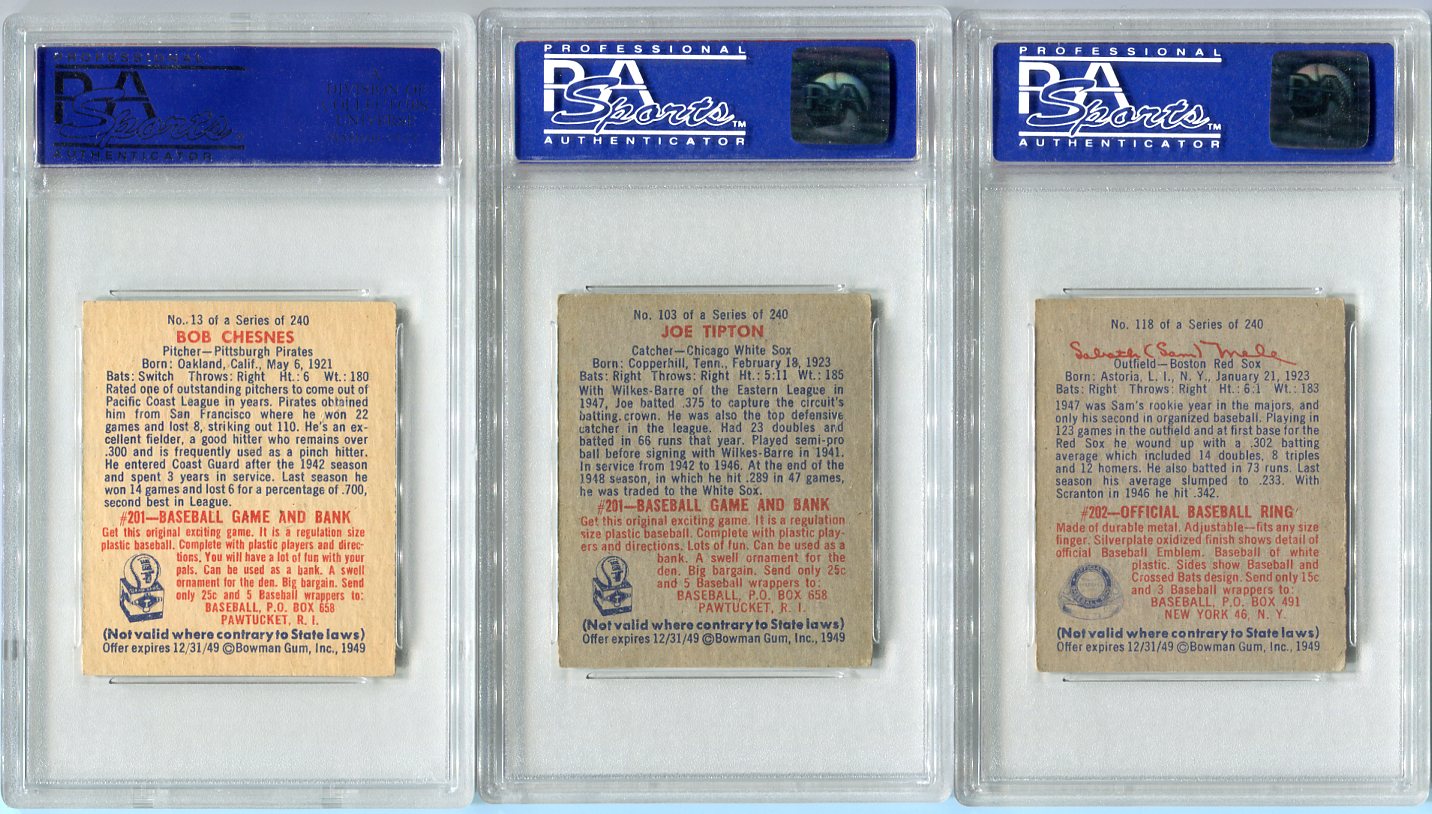 PROFESSIONAL
PSA
Sports
AUTHENTICATOR
A
DIVISION OF
COLLECTORS
UNIVERSE
No. 13 of a Series of 240
BOB CHESNES
Pitcher—Pittsburgh Pirates
Born: Oakland, Calif., May 6, 1921
Bats: Switch Throws: Right Ht.: 6 Wt.: 180
Rated one of outstanding pitchers to come out of
Pacific Coast League in years. Pirates obtained
him from San Francisco where he won 22
games and lost 8, striking out 110. He's an ex-
cellent fielder, a good hitter who remains over
.300 and is frequently used as a pinch hitter.
He entered Coast Guard after the 1942 season
and spent 3 years in service. Last season he
won 14 games and lost 6 for a percentage of .700,
second best in League.
#201—BASEBALL GAME AND BANK
Get this original exciting game. It is a regulation size
plastic baseball. Complete with plastic players and direc-
tions. You will have a lot of fun with your
pals. Can be used as a bank. A swell
ornament for the den. Big bargain. Send
only 25c and 5 Baseball wrappers to:
BASEBALL, P.O. BOX 658
PAWTUCKET, R. I.
(Not valid where contrary to State laws)
Offer expires 12/31/49 ©Bowman Gum, Inc., 1949
PROFESSIONAL
PSA
Sports™
AUTHENTICATOR
PSA
No. 103 of a Series of 240
JOE TIPTON
Catcher—Chicago White Sox
Born: Copperhill, Tenn., February 18, 1923
Bats: Right Throws: Right Ht.: 5:11 Wt.: 185
With Wilkes-Barre of the Eastern League in
1947, Joe batted .375 to capture the circuit's
batting crown. He was also the top defensive
catcher in the league. Had 23 doubles and
batted in 66 runs that year. Played semi-pro
ball before signing with Wilkes-Barre in 1941.
In service from 1942 to 1946. At the end of the
1948 season, in which he hit .289 in 47 games,
he was traded to the White Sox.
#201—BASEBALL GAME AND BANK
Get this original exciting game. It is a regulation
size plastic baseball. Complete with plastic play-
ers and directions. Lots of fun. Can be used as a
bank. A swell ornament for the
den. Big bargain. Send only 25c
and 5 Baseball wrappers to:
BASEBALL, P.O. BOX 658
PAWTUCKET, R. I.
(Not valid where contrary to State laws)
Offer expires 12/31/49 ©Bowman Gum, Inc., 1949
PROFESSIONAL
PSA
Sports™
AUTHENTICATOR
PSA
No. 118 of a Series of 240
Sabath (Sam) Mele
Outfield—Boston Red Sox
Born: Astoria, L. I., N. Y., January 21, 1923
Bats: Right Throws: Right Ht.: 6:1 Wt.: 183
1947 was Sam's rookie year in the majors, and
only his second in organized baseball. Playing in
123 games in the outfield and at first base for the
Red Sox he wound up with a .302 batting
average which included 14 doubles, 8 triples
and 12 homers. He also batted in 73 runs. Last
season his average slumped to .233. With
Scranton in 1946 he hit .342.
#202—OFFICIAL BASEBALL RING
Made of durable metal. Adjustable—fits any size
finger. Silverplate oxidized finish shows detail of
official Baseball Emblem. Baseball of white
plastic. Sides show Baseball and
Crossed Bats design. Send only 15c
and 3 Baseball wrappers to:
BASEBALL, P.O. BOX 491
NEW YORK 46, N. Y.
(Not valid where contrary to State laws)
Offer expires 12/31/49 ©Bowman Gum, Inc., 1949